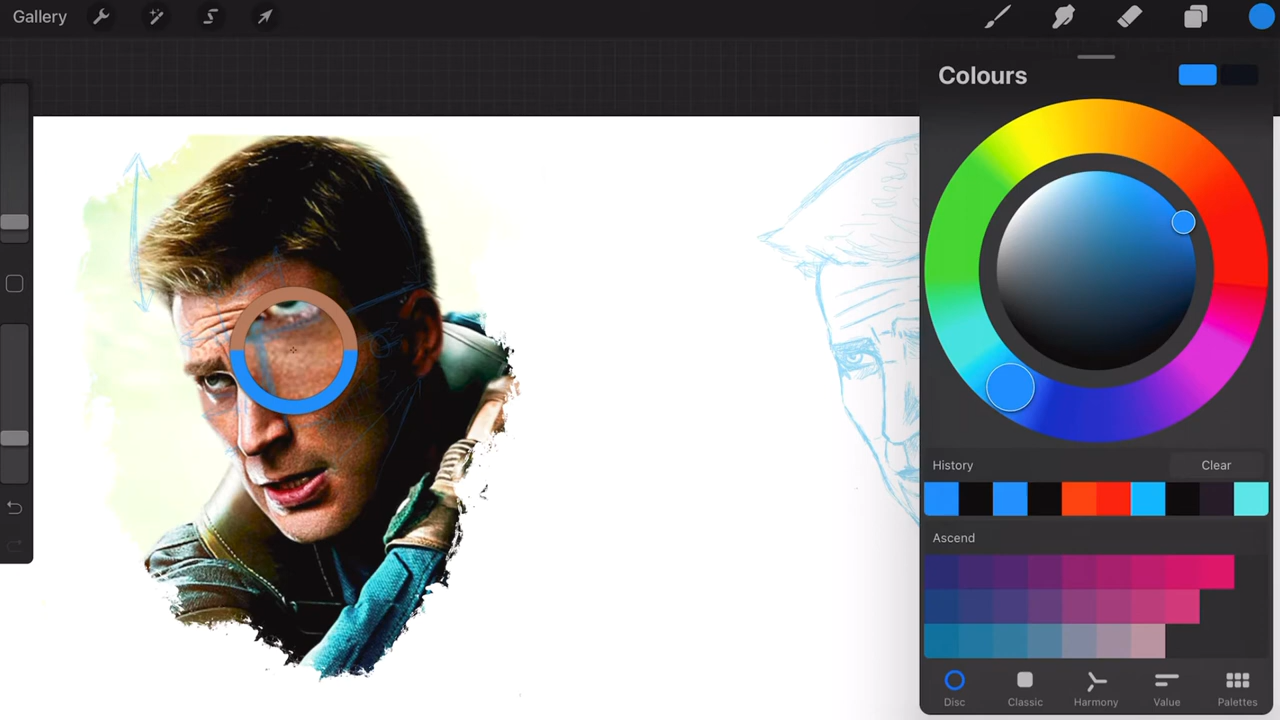 Gallery
Colours
History
Clear
Ascend
Disc
Classic
Harmony
Value
Palettes